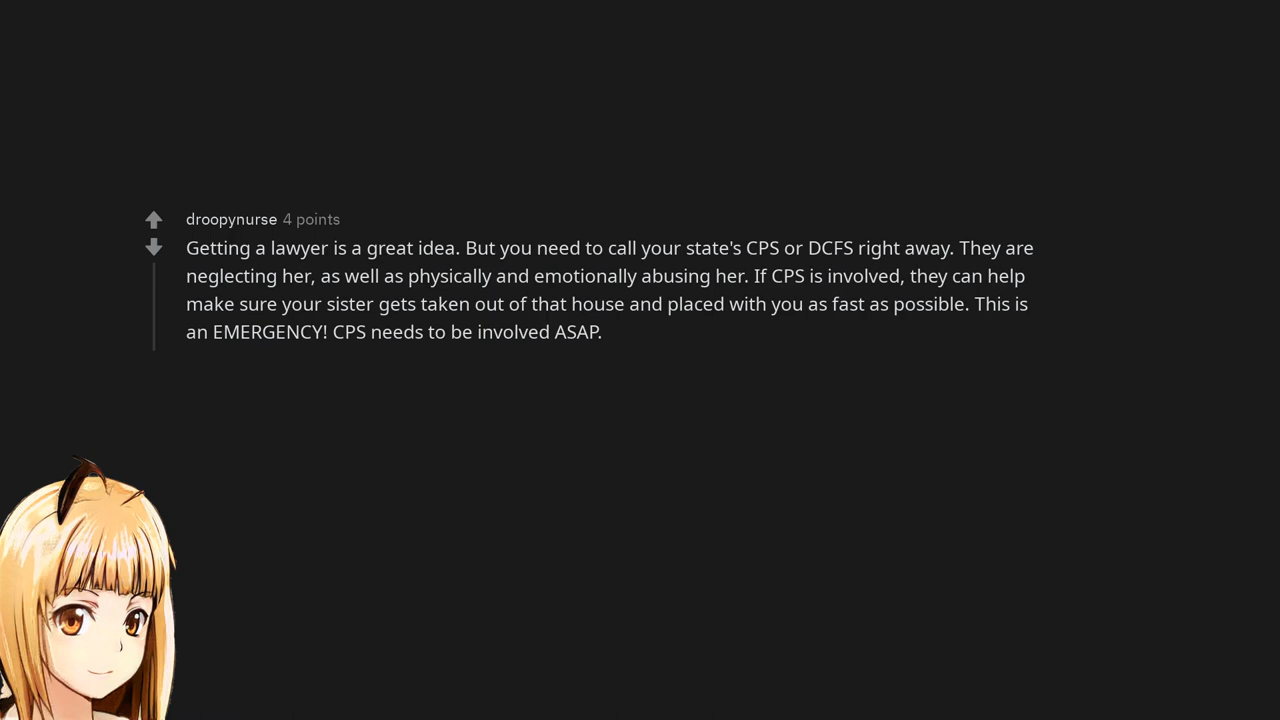 droopynurse 4 points
Getting a lawyer is a great idea. But you need to call your state's CPS or DCFS right away. They are
neglecting her, as well as physically and emotionally abusing her. If CPS is involved, they can help
make sure your sister gets taken out of that house and placed with you as fast as possible. This is
an EMERGENCY! CPS needs to be involved ASAP.